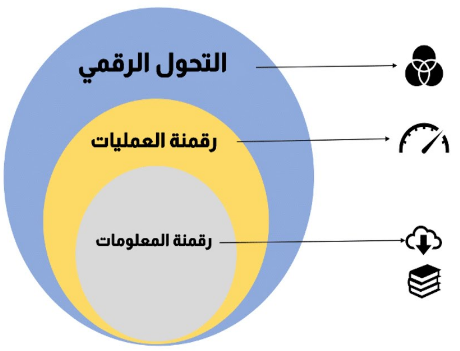 التحول الرقمي
رقمنة العمليات
رقمنة المعلومات